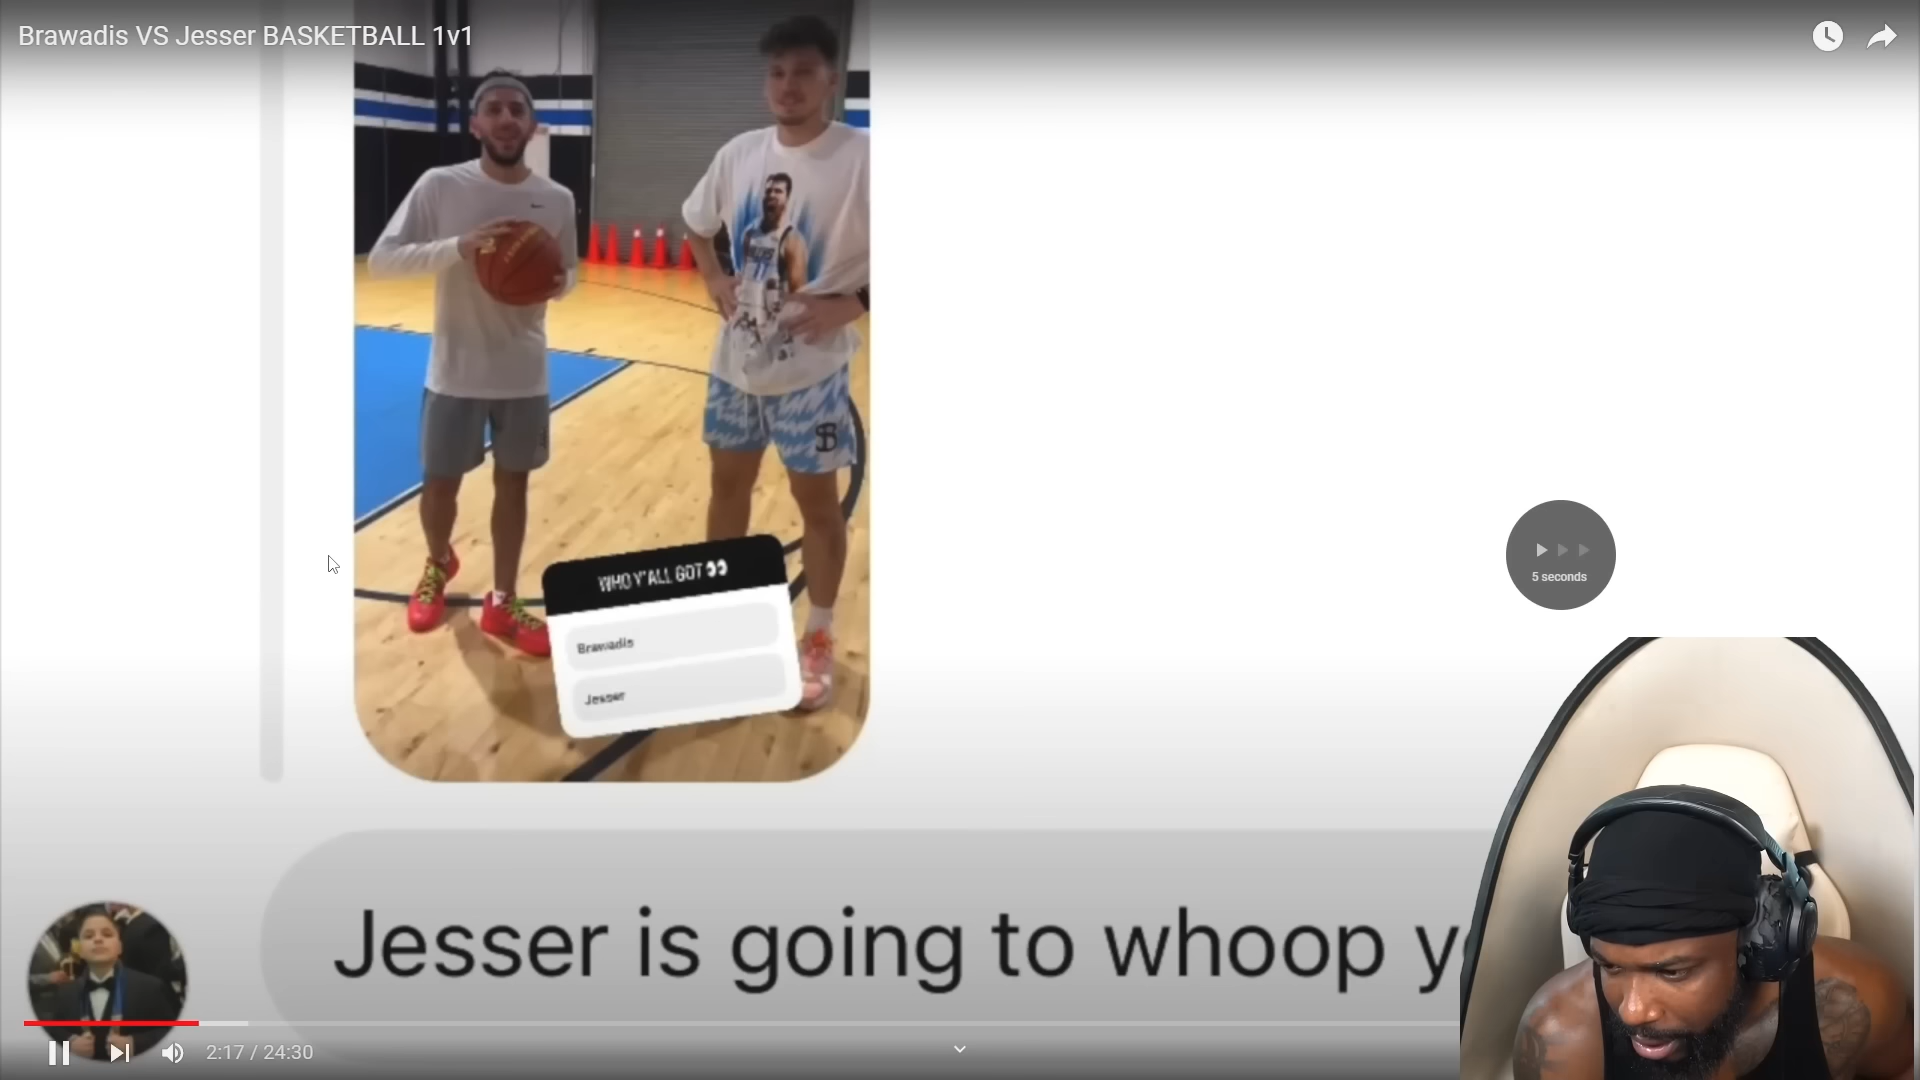 Brawadis VS Jesser BASKETBALL 1v1
WHO Y'ALL GOT 👀
Brawadis
Jesser
5 seconds
Jesser is going to whoop y
2:17 / 24:30